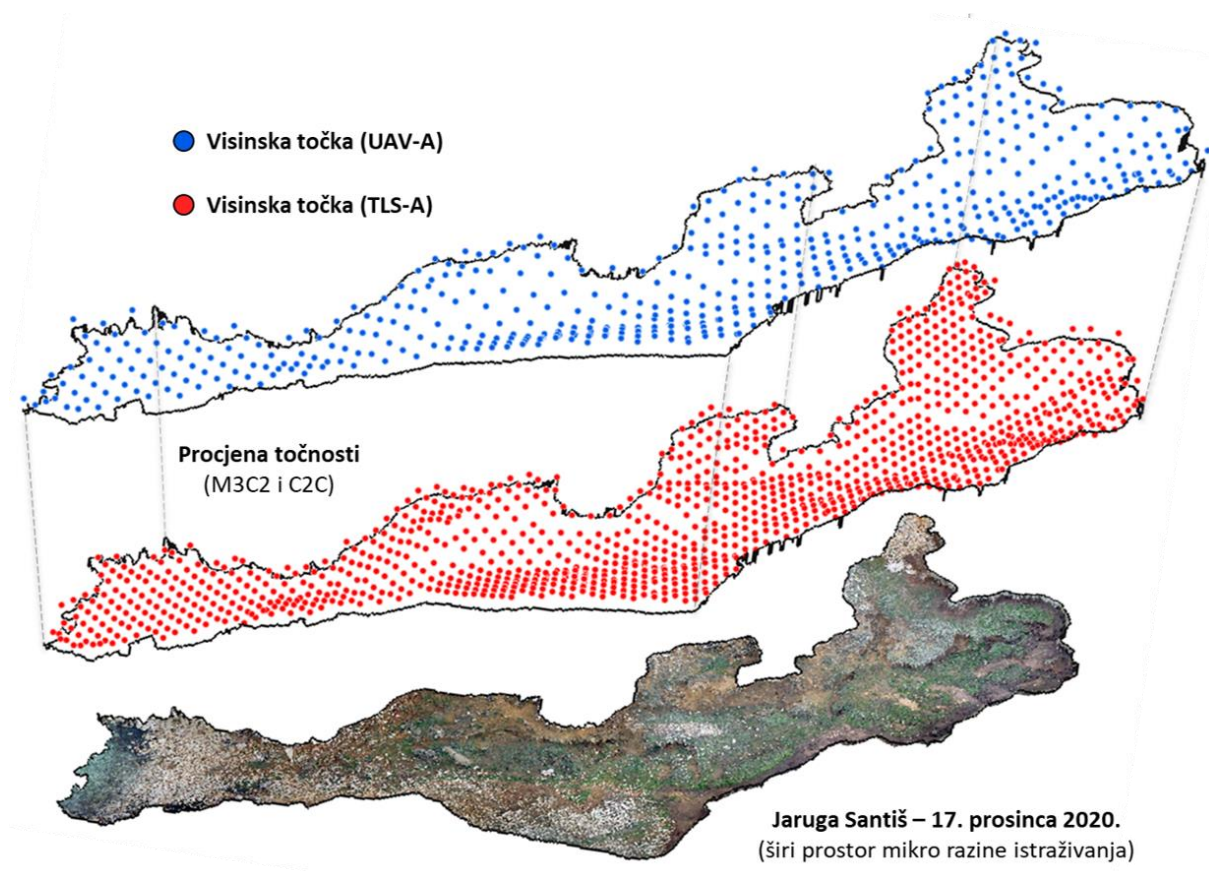 Visinska točka (UAV-A)
Visinska točka (TLS-A)
Procjena točnosti
(M3C2 i C2C)
Jaruga Santiš – 17. prosinca 2020.
(širi prostor mikro razine istraživanja)